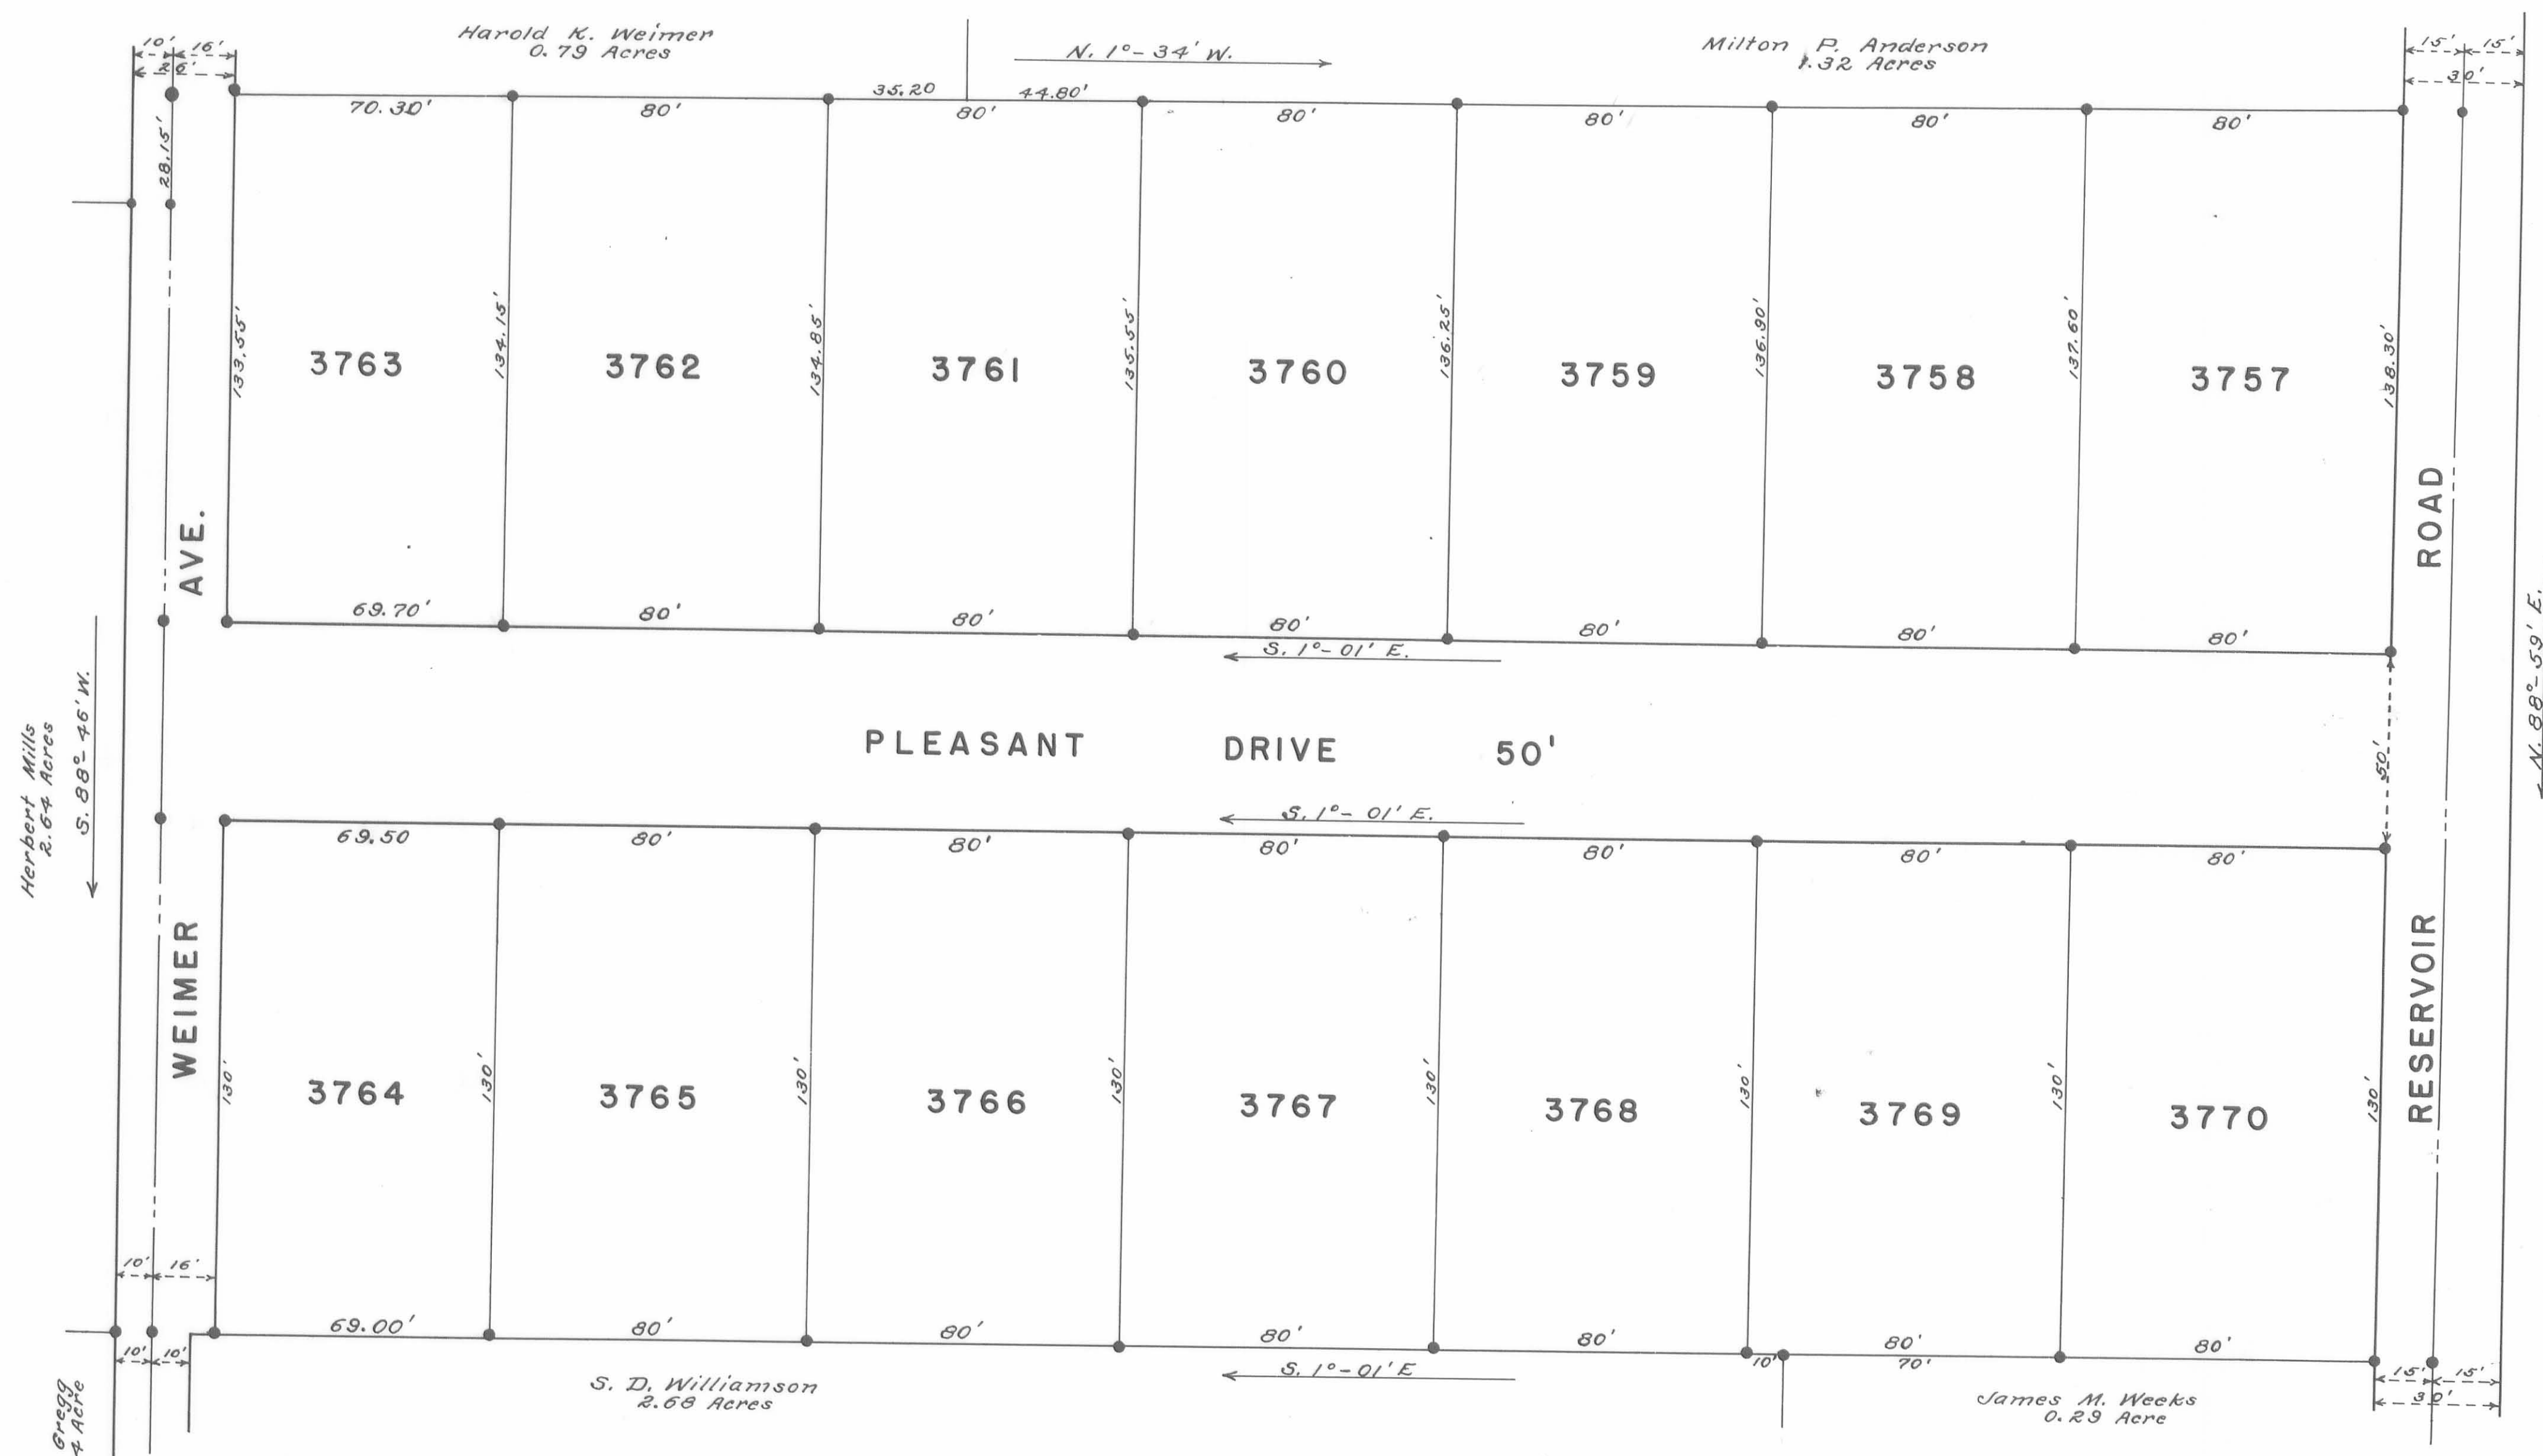 10' 16'
26'
28.15'
Harold K. Weimer
0.79 Acres
N. 1°-34' W.
Milton P. Anderson
1.32 Acres
15' 15'
30'
70.30' 80' 35.20 80' 44.80' 80' 80' 80' 80'
133.55' 134.15' 134.85' 135.55' 136.25' 136.90' 137.60' 138.30'
3763 3762 3761 3760 3759 3758 3757
69.70' 80' 80' 80' 80' 80' 80'
S. 1°-01' E.
WEIMER AVE.
RESERVOIR ROAD
Herbert Mills
2.64 Acres
S. 88°-46' W.
N. 88°-59' E.
PLEASANT DRIVE 50'
50'
S. 1°- 01' E.
69.50 80' 80' 80' 80' 80' 80'
130' 130' 130' 130' 130' 130' 130' 130'
3764 3765 3766 3767 3768 3769 3770
10' 16'
69.00' 80' 80' 80' 80' 80' 80'
10' 10'
10' 70'
S. 1°-01' E
15' 15'
30'
S. D. Williamson
2.68 Acres
James M. Weeks
0.29 Acre
Gregg
4 Acre